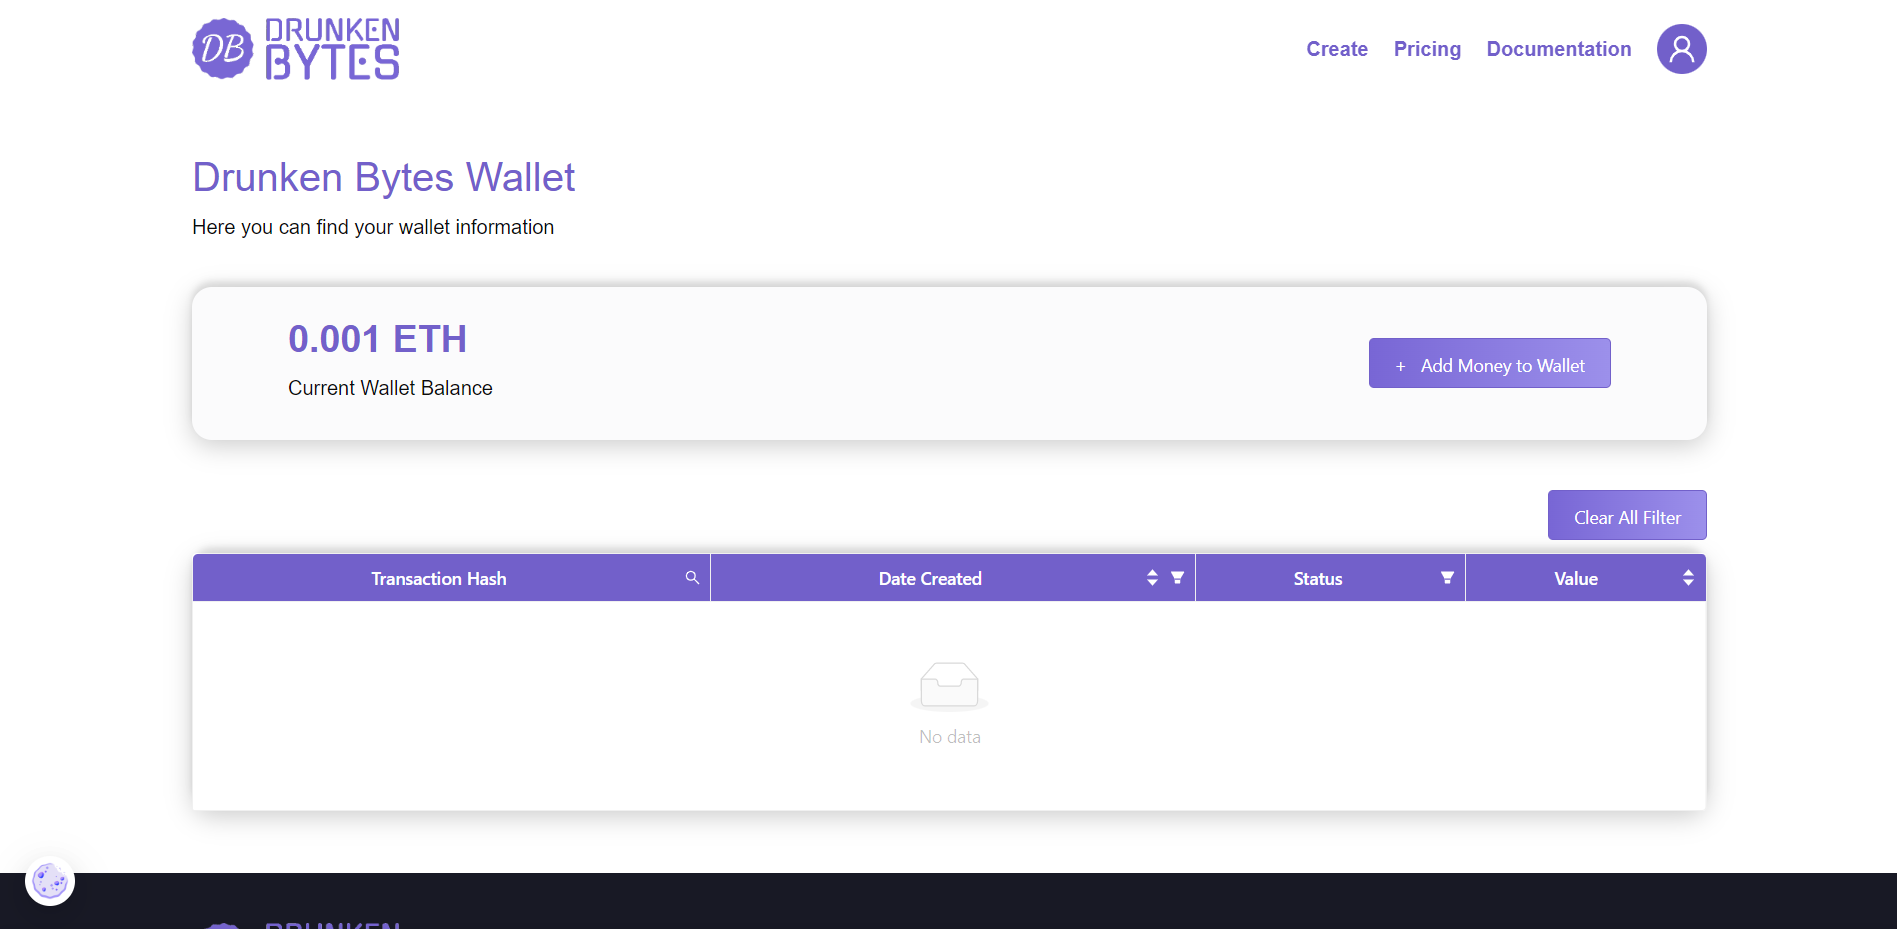 DB DRUNKEN BYTES
Create Pricing Documentation
Drunken Bytes Wallet
Here you can find your wallet information
0.001 ETH
Current Wallet Balance
+ Add Money to Wallet
Clear All Filter
Transaction Hash Date Created Status Value
No data
DRUNKEN